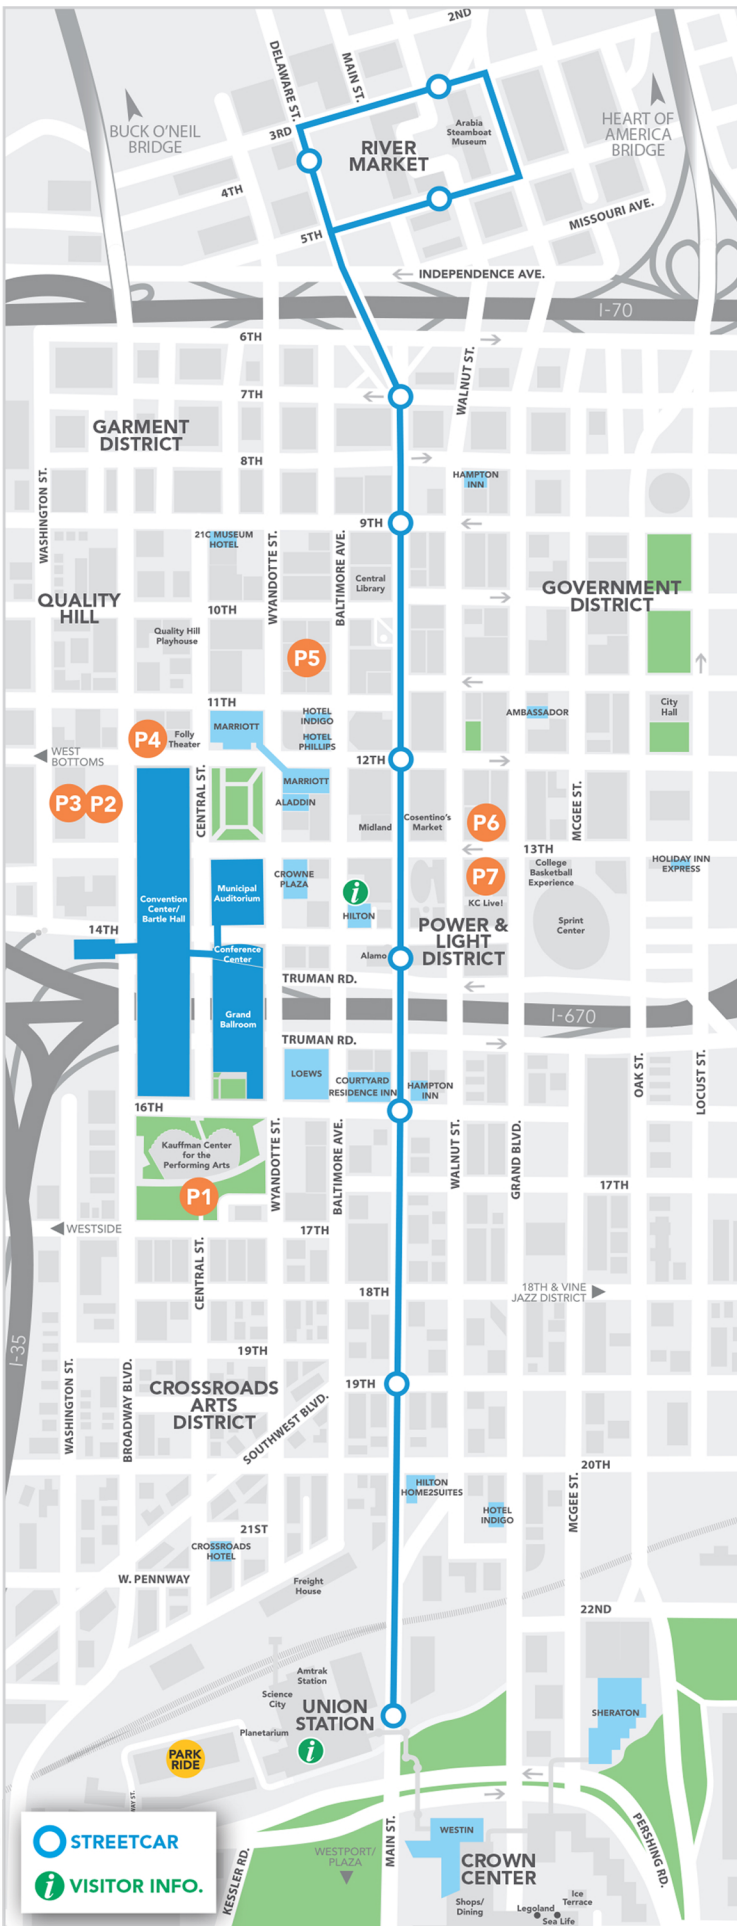 2ND
DELAWARE ST.
MAIN ST.
BUCK O'NEIL
BRIDGE
3RD
Arabia
Steamboat
Museum
RIVER
MARKET
HEART OF
AMERICA
BRIDGE
4TH
5TH
MISSOURI AVE.
INDEPENDENCE AVE.
I-70
6TH
WALNUT ST.
7TH
GARMENT
DISTRICT
8TH
WASHINGTON ST.
HAMPTON
INN
9TH
21C MUSEUM
HOTEL
WYANDOTTE ST.
BALTIMORE AVE.
Central
Library
GOVERNMENT
DISTRICT
QUALITY
HILL
10TH
Quality Hill
Playhouse
P5
11TH
MARRIOTT
HOTEL
INDIGO
HOTEL
PHILLIPS
AMBASSADOR
City
Hall
P4
Folly
Theater
WEST
BOTTOMS
12TH
CENTRAL ST.
MARRIOTT
ALADDIN
P3
P2
Midland
Cosentino's
Market
P6
MCGEE ST.
13TH
College
Basketball
Experience
HOLIDAY INN
EXPRESS
CROWNE
PLAZA
i
HILTON
P7
KC Live!
Convention
Center/
Bartle Hall
Municipal
Auditorium
Sprint
Center
14TH
POWER &
LIGHT
DISTRICT
Conference
Center
Alamo
TRUMAN RD.
Grand
Ballroom
I-670
TRUMAN RD.
LOEWS
COURTYARD
RESIDENCE INN
HAMPTON
INN
OAK ST.
LOCUST ST.
16TH
Kauffman Center
for the
Performing Arts
WYANDOTTE ST.
BALTIMORE AVE.
WALNUT ST.
GRAND BLVD.
P1
17TH
WESTSIDE
17TH
CENTRAL ST.
18TH
18TH & VINE
JAZZ DISTRICT
I-35
19TH
19TH
WASHINGTON ST.
BROADWAY BLVD.
CROSSROADS
ARTS
DISTRICT
SOUTHWEST BLVD.
20TH
HILTON
HOME2SUITES
HOTEL
INDIGO
MCGEE ST.
21ST
CROSSROADS
HOTEL
W. PENNWAY
Freight
House
22ND
Amtrak
Station
Science
City
UNION
STATION
Planetarium
SHERATON
i
PARK
RIDE
WAY ST.
MAIN ST.
PERSHING RD.
STREETCAR
WESTIN
CROWN
CENTER
KESSLER RD.
WESTPORT/
PLAZA
i VISITOR INFO.
Shops/
Dining
Ice
Terrace
Legoland
Sea Life